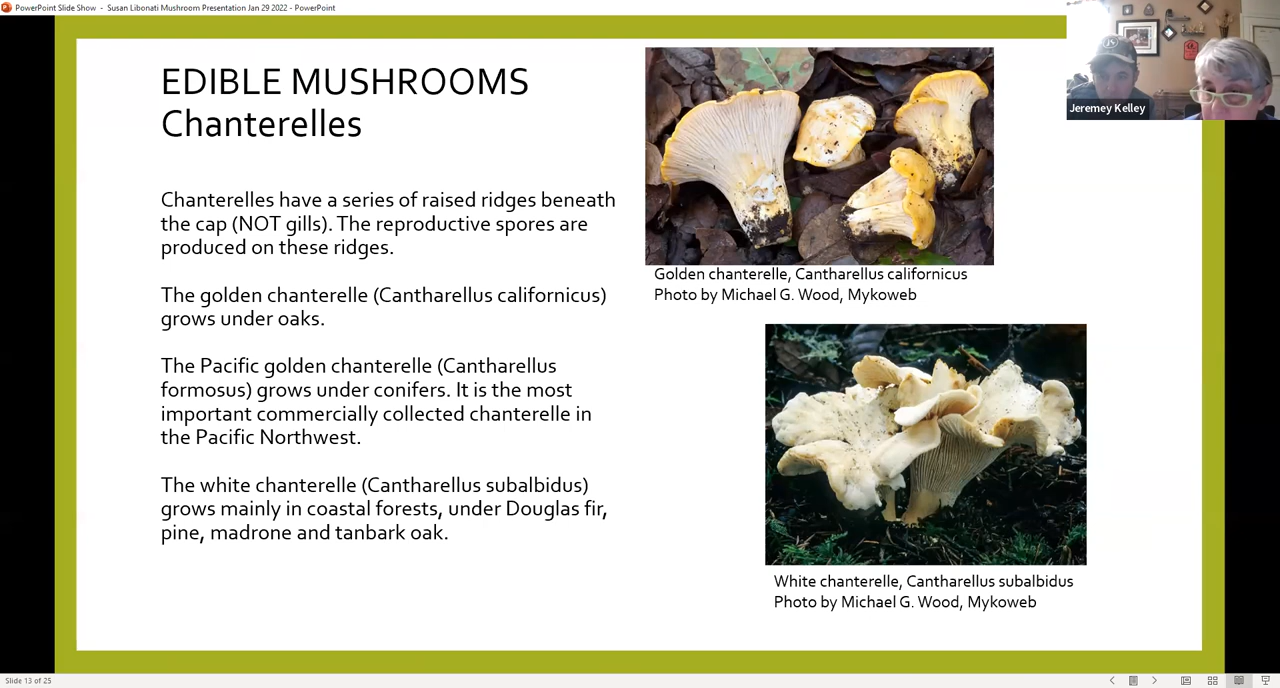 PowerPoint Slide Show - Susan Libonati Mushroom Presentation Jan 29 2022 - PowerPoint
Jeremey Kelley
EDIBLE MUSHROOMS
Chanterelles
Chanterelles have a series of raised ridges beneath
the cap (NOT gills). The reproductive spores are
produced on these ridges.
The golden chanterelle (Cantharellus californicus)
grows under oaks.
The Pacific golden chanterelle (Cantharellus
formosus) grows under conifers. It is the most
important commercially collected chanterelle in
the Pacific Northwest.
The white chanterelle (Cantharellus subalbidus)
grows mainly in coastal forests, under Douglas fir,
pine, madrone and tanbark oak.
Golden chanterelle, Cantharellus californicus
Photo by Michael G. Wood, Mykoweb
White chanterelle, Cantharellus subalbidus
Photo by Michael G. Wood, Mykoweb
Slide 13 of 25